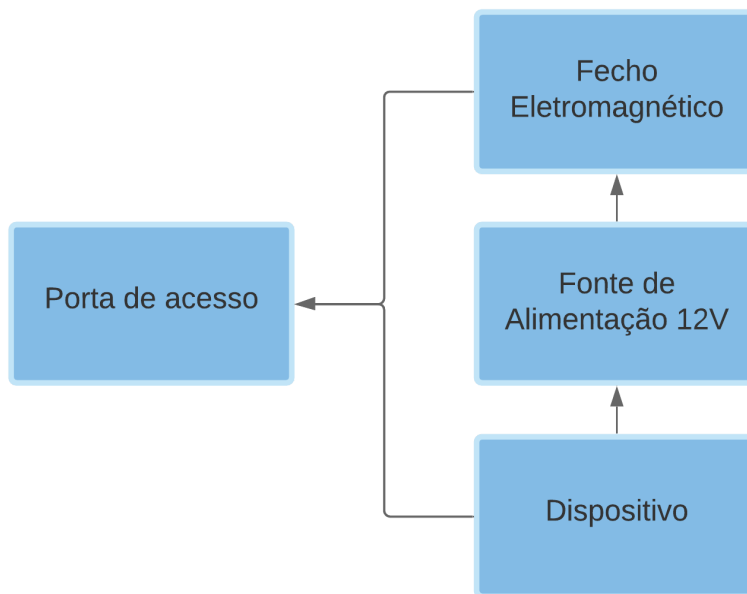 Fecho
Eletromagnético
Porta de acesso
Fonte de
Alimentação 12V
Dispositivo